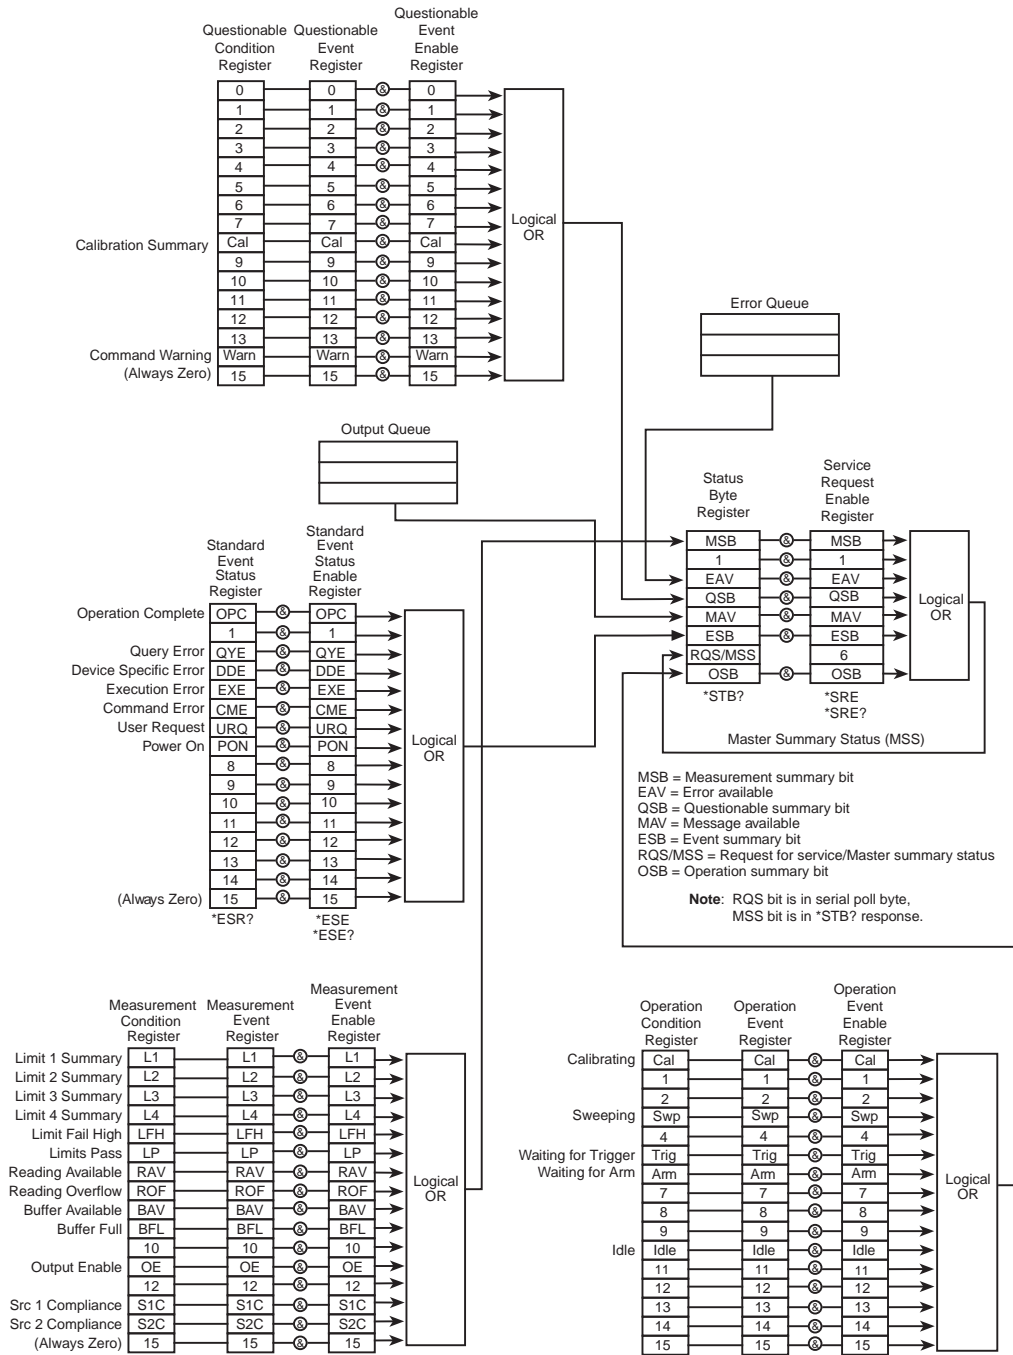 Questionable Condition Register
Questionable Event Register
Questionable Event Enable Register
0 0 0
1 1 1
2 2 2
3 3 3
4 4 4
5 5 5
6 6 6
7 7 7
Calibration Summary Cal Cal Cal
9 9 9
10 10 10
11 11 11
12 12 12
13 13 13
Command Warning Warn Warn Warn
(Always Zero) 15 15 15
& & & & & & & & & & & & & & & &
Logical OR
Error Queue
Output Queue
Status Byte Register
Service Request Enable Register
MSB & MSB
1 & 1
EAV & EAV
QSB & QSB
MAV & MAV
ESB & ESB
RQS/MSS 6
OSB & OSB
*STB?
*SRE
*SRE?
Logical OR
Master Summary Status (MSS)
MSB = Measurement summary bit
EAV = Error available
QSB = Questionable summary bit
MAV = Message available
ESB = Event summary bit
RQS/MSS = Request for service/Master summary status
OSB = Operation summary bit
Note: RQS bit is in serial poll byte,
MSS bit is in *STB? response.
Standard Event Status Register
Standard Event Status Enable Register
Operation Complete OPC & OPC
1 & 1
Query Error QYE & QYE
Device Specific Error DDE & DDE
Execution Error EXE & EXE
Command Error CME & CME
User Request URQ & URQ
Power On PON & PON
8 & 8
9 & 9
10 & 10
11 & 11
12 & 12
13 & 13
14 & 14
(Always Zero) 15 & 15
*ESR?
*ESE
*ESE?
Logical OR
Measurement Condition Register
Measurement Event Register
Measurement Event Enable Register
Limit 1 Summary L1 L1 & L1
Limit 2 Summary L2 L2 & L2
Limit 3 Summary L3 L3 & L3
Limit 4 Summary L4 L4 & L4
Limit Fail High LFH LFH & LFH
Limits Pass LP LP & LP
Reading Available RAV RAV & RAV
Reading Overflow ROF ROF & ROF
Buffer Available BAV BAV & BAV
Buffer Full BFL BFL & BFL
10 10 & 10
Output Enable OE OE & OE
12 12 & 12
Src 1 Compliance S1C S1C & S1C
Src 2 Compliance S2C S2C & S2C
(Always Zero) 15 15 & 15
Logical OR
Operation Condition Register
Operation Event Register
Operation Event Enable Register
Calibrating Cal Cal & Cal
1 1 & 1
2 2 & 2
Sweeping Swp Swp & Swp
4 4 & 4
Waiting for Trigger Trig Trig & Trig
Waiting for Arm Arm Arm & Arm
7 7 & 7
8 8 & 8
9 9 & 9
Idle Idle Idle & Idle
11 11 & 11
12 12 & 12
13 13 & 13
14 14 & 14
15 15 & 15
Logical OR